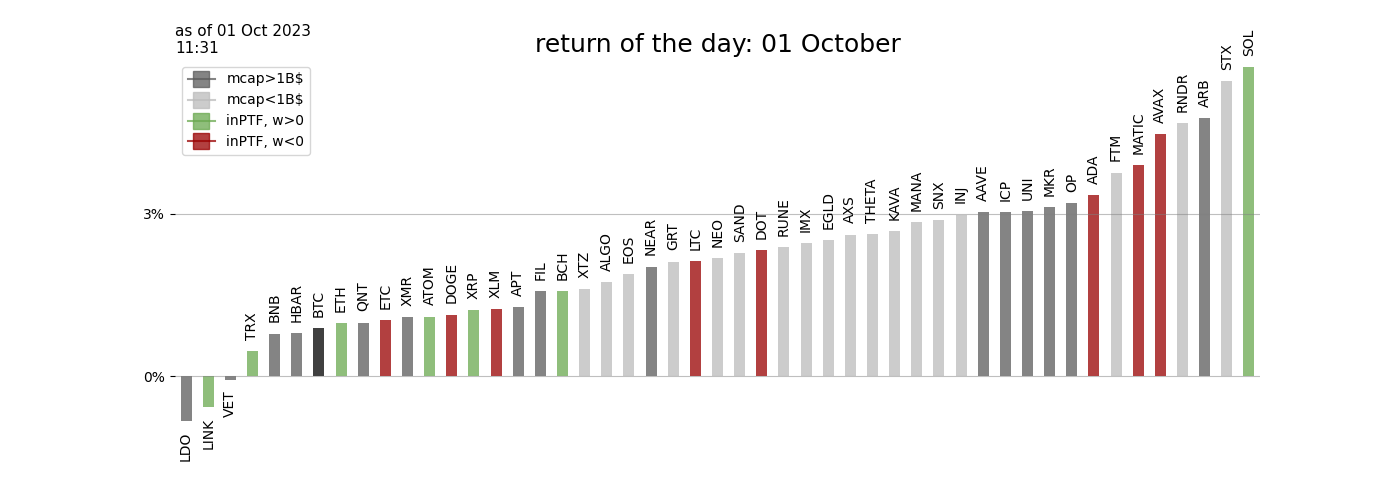 as of 01 Oct 2023
11:31
return of the day: 01 October
mcap>1B$
mcap<1B$
inPTF, w>0
inPTF, w<0
3%
0%
LDO
LINK
VET
TRX
BNB
HBAR
BTC
ETH
QNT
ETC
XMR
ATOM
DOGE
XRP
XLM
APT
FIL
BCH
XTZ
ALGO
EOS
NEAR
GRT
LTC
NEO
SAND
DOT
RUNE
IMX
EGLD
AXS
THETA
KAVA
MANA
SNX
INJ
AAVE
ICP
UNI
MKR
OP
ADA
FTM
MATIC
AVAX
RNDR
ARB
STX
SOL